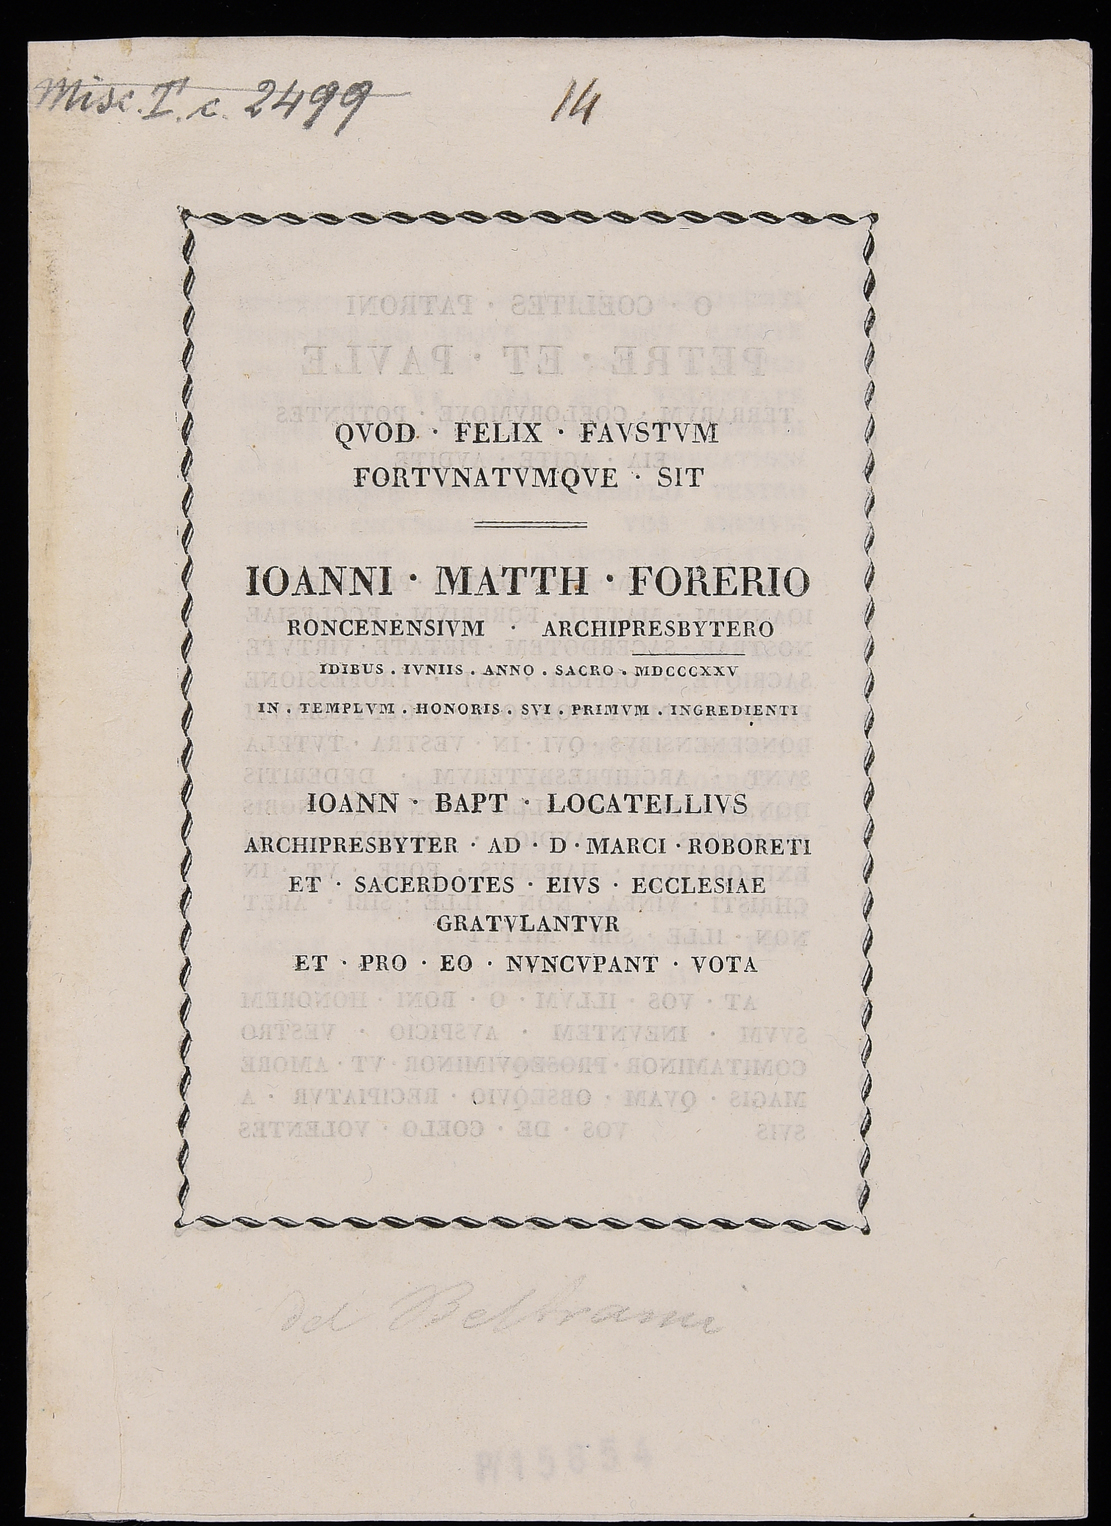 Misc. T. c. 2499
14
QVOD · FELIX · FAVSTVM
FORTVNATVMQVE · SIT
IOANNI · MATTH · FORERIO
RONCENENSIVM · ARCHIPRESBYTERO
IDIBUS . IVNIIS . ANNO . SACRO . MDCCCXXV
IN . TEMPLVM . HONORIS . SVI . PRIMVM . INGREDIENTI
IOANN · BAPT · LOCATELLIVS
ARCHIPRESBYTER · AD · D · MARCI · ROBORETI
ET · SACERDOTES · EIVS · ECCLESIAE
GRATVLANTVR
ET · PRO · EO · NVNCVPANT · VOTA
Beltrami